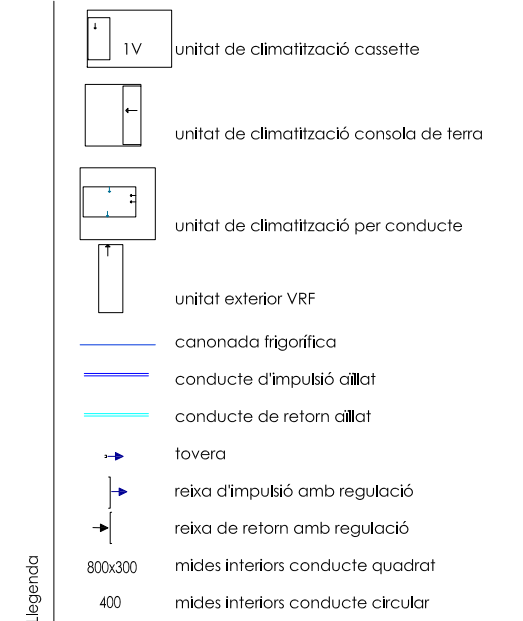 1V unitat de climatització cassette
unitat de climatització consola de terra
unitat de climatització per conducte
unitat exterior VRF
canonada frigorífica
conducte d'impulsió aïllat
conducte de retorn aïllat
tovera
reixa d'impulsió amb regulació
reixa de retorn amb regulació
800x300 mides interiors conducte quadrat
400 mides interiors conducte circular
Llegenda